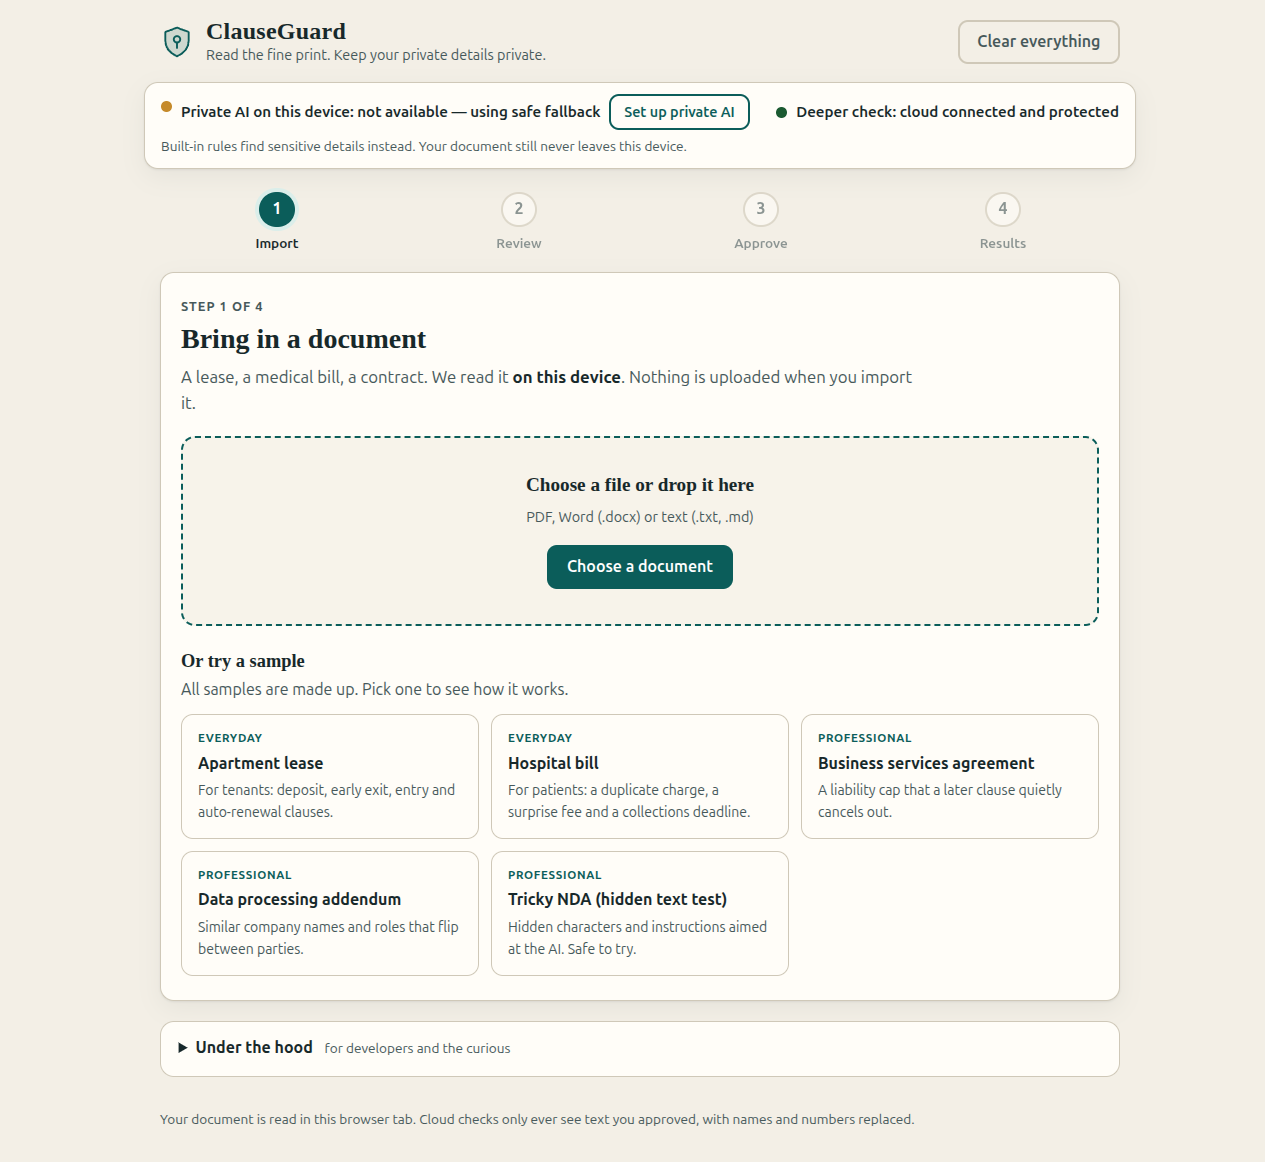 ClauseGuard
Read the fine print. Keep your private details private.
Clear everything
Private AI on this device: not available — using safe fallback
Set up private AI
Deeper check: cloud connected and protected
Built-in rules find sensitive details instead. Your document still never leaves this device.
1
Import
2
Review
3
Approve
4
Results
STEP 1 OF 4
Bring in a document
A lease, a medical bill, a contract. We read it on this device. Nothing is uploaded when you import
it.
Choose a file or drop it here
PDF, Word (.docx) or text (.txt, .md)
Choose a document
Or try a sample
All samples are made up. Pick one to see how it works.
EVERYDAY
Apartment lease
For tenants: deposit, early exit, entry and
auto-renewal clauses.
EVERYDAY
Hospital bill
For patients: a duplicate charge, a
surprise fee and a collections deadline.
PROFESSIONAL
Business services agreement
A liability cap that a later clause quietly
cancels out.
PROFESSIONAL
Data processing addendum
Similar company names and roles that flip
between parties.
PROFESSIONAL
Tricky NDA (hidden text test)
Hidden characters and instructions aimed
at the AI. Safe to try.
Under the hood for developers and the curious
Your document is read in this browser tab. Cloud checks only ever see text you approved, with names and numbers replaced.